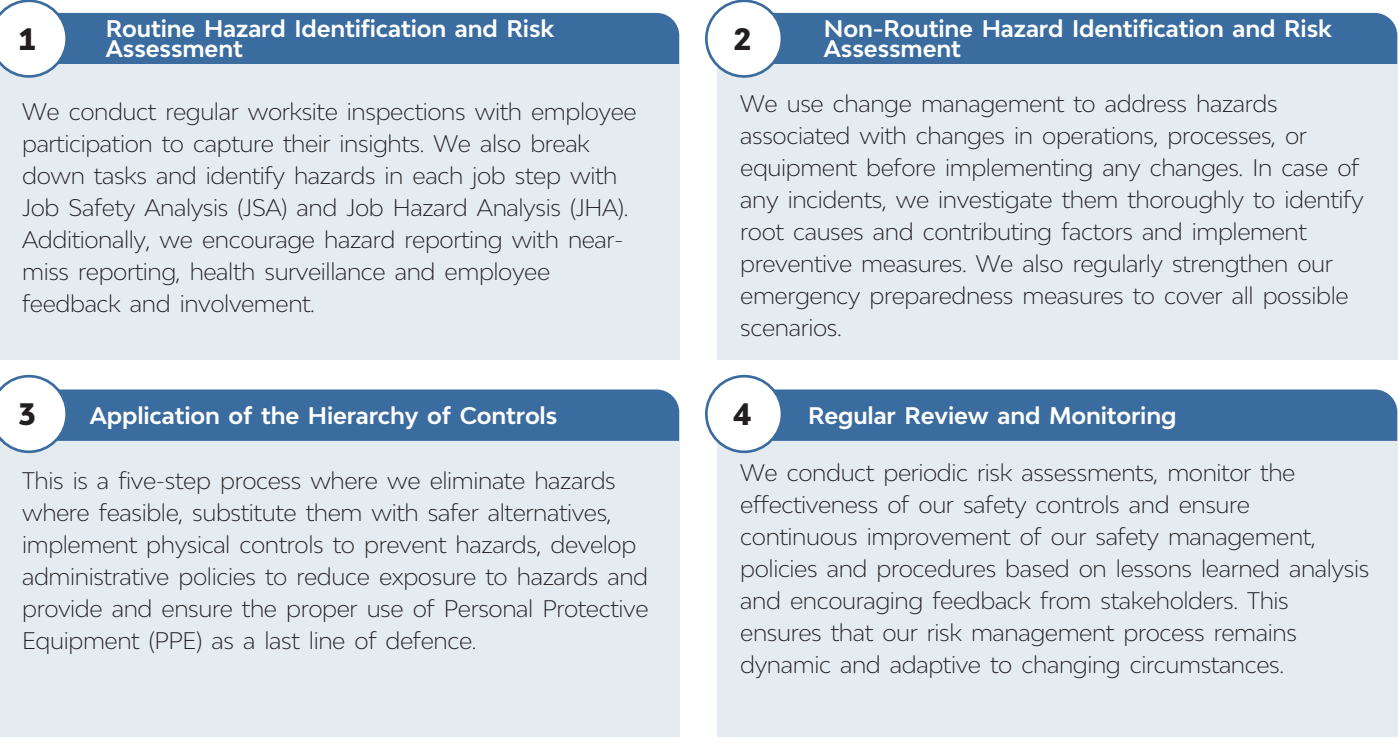 1
Routine Hazard Identification and Risk
Assessment
We conduct regular worksite inspections with employee
participation to capture their insights. We also break
down tasks and identify hazards in each job step with
Job Safety Analysis (JSA) and Job Hazard Analysis (JHA).
Additionally, we encourage hazard reporting with near-
miss reporting, health surveillance and employee
feedback and involvement.
2
Non-Routine Hazard Identification and Risk
Assessment
We use change management to address hazards
associated with changes in operations, processes, or
equipment before implementing any changes. In case of
any incidents, we investigate them thoroughly to identify
root causes and contributing factors and implement
preventive measures. We also regularly strengthen our
emergency preparedness measures to cover all possible
scenarios.
3
Application of the Hierarchy of Controls
This is a five-step process where we eliminate hazards
where feasible, substitute them with safer alternatives,
implement physical controls to prevent hazards, develop
administrative policies to reduce exposure to hazards and
provide and ensure the proper use of Personal Protective
Equipment (PPE) as a last line of defence.
4
Regular Review and Monitoring
We conduct periodic risk assessments, monitor the
effectiveness of our safety controls and ensure
continuous improvement of our safety management,
policies and procedures based on lessons learned analysis
and encouraging feedback from stakeholders. This
ensures that our risk management process remains
dynamic and adaptive to changing circumstances.